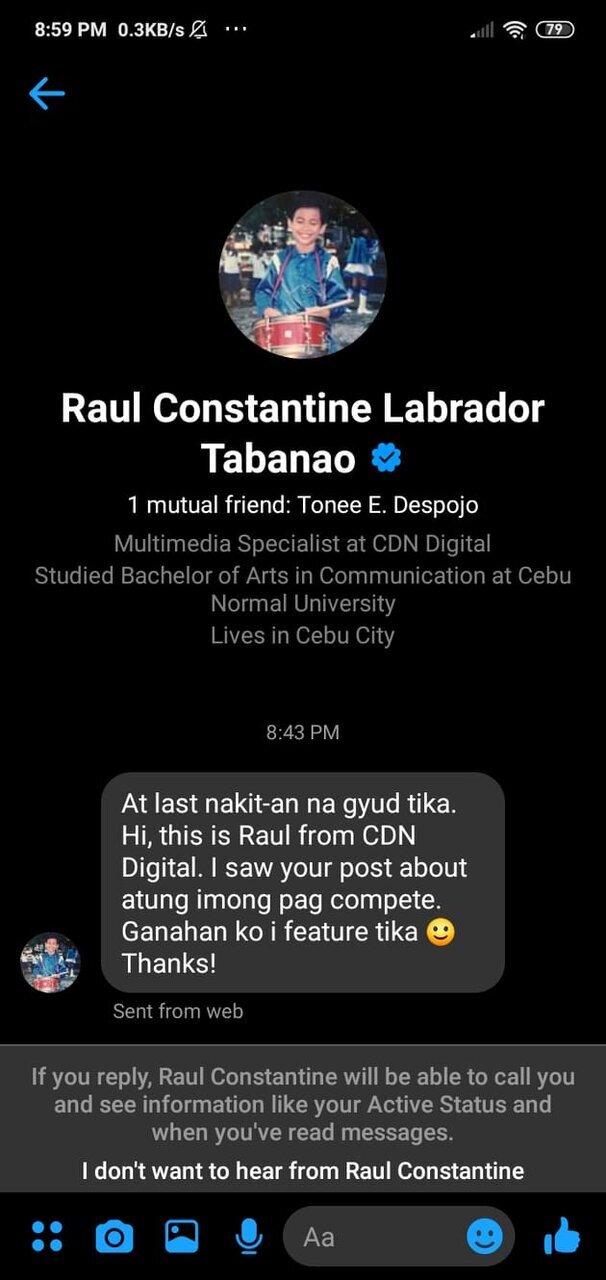 8:59 PM 0.3KB/s ... 79
Raul Constantine Labrador
Tabanao
1 mutual friend: Tonee E. Despojo
Multimedia Specialist at CDN Digital
Studied Bachelor of Arts in Communication at Cebu
Normal University
Lives in Cebu City
8:43 PM
At last nakit-an na gyud tika.
Hi, this is Raul from CDN
Digital. I saw your post about
atung imong pag compete.
Ganahan ko i feature tika 🙂
Thanks!
Sent from web
If you reply, Raul Constantine will be able to call you
and see information like your Active Status and
when you've read messages.
I don't want to hear from Raul Constantine
Aa